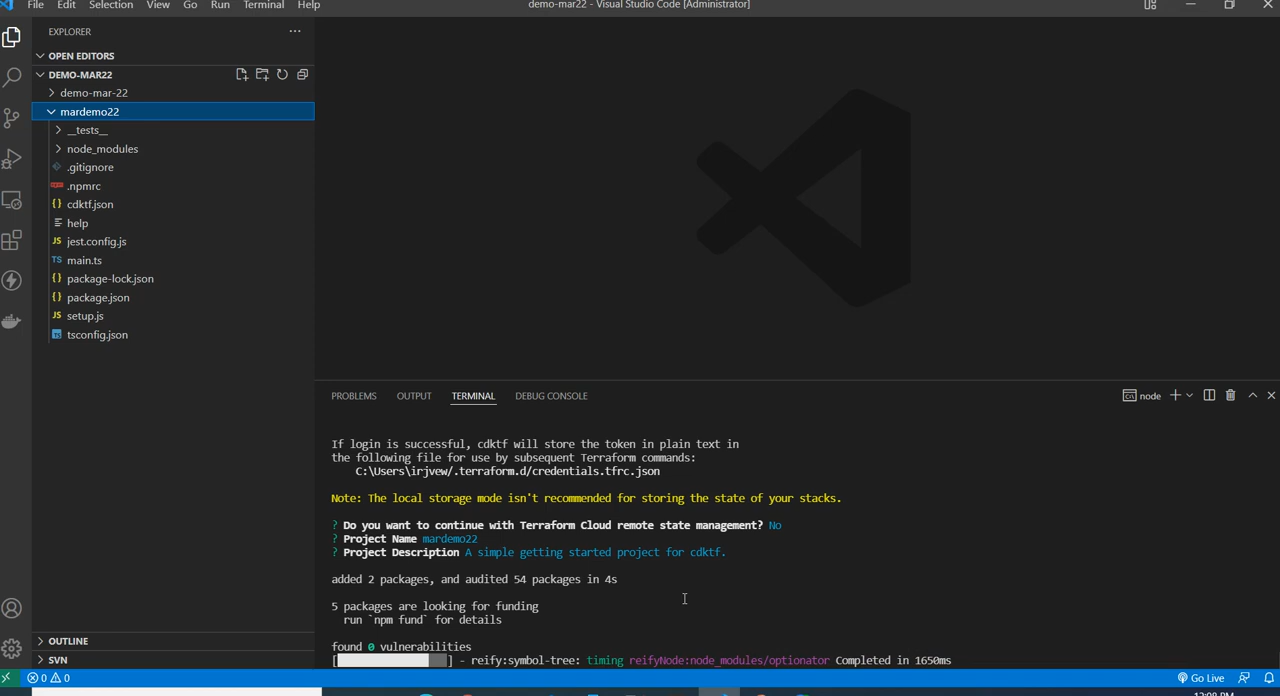 File Edit Selection View Go Run Terminal Help
demo-mar22 - Visual Studio Code [Administrator]
EXPLORER
OPEN EDITORS
DEMO-MAR22
demo-mar-22
mardemo22
__tests__
node_modules
.gitignore
.npmrc
cdktf.json
help
jest.config.js
main.ts
package-lock.json
package.json
setup.js
tsconfig.json
OUTLINE
SVN
PROBLEMS OUTPUT TERMINAL DEBUG CONSOLE
node
If login is successful, cdktf will store the token in plain text in
the following file for use by subsequent Terraform commands:
C:\Users\irjvew/.terraform.d/credentials.tfrc.json
Note: The local storage mode isn't recommended for storing the state of your stacks.
? Do you want to continue with Terraform Cloud remote state management? No
? Project Name mardemo22
? Project Description A simple getting started project for cdktf.
added 2 packages, and audited 54 packages in 4s
5 packages are looking for funding
run `npm fund` for details
found 0 vulnerabilities
[ ] - reify:symbol-tree: timing reifyNode:node_modules/optionator Completed in 1650ms
0 0
Go Live
12:08 PM